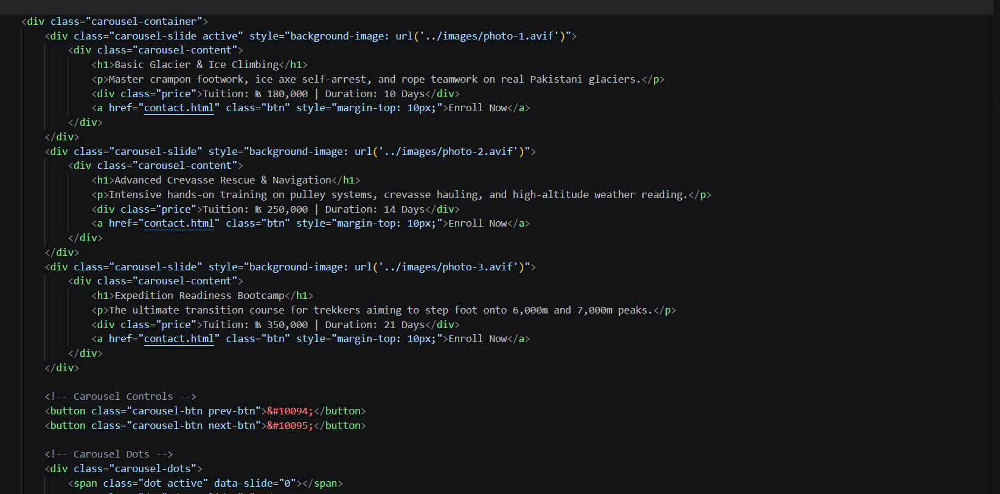 <div class="carousel-container">
<div class="carousel-slide active" style="background-image: url('../images/photo-1.avif')">
<div class="carousel-content">
<h1>Basic Glacier & Ice Climbing</h1>
<p>Master crampon footwork, ice axe self-arrest, and rope teamwork on real Pakistani glaciers.</p>
<div class="price">Tuition: ₨ 180,000 | Duration: 10 Days</div>
<a href="contact.html" class="btn" style="margin-top: 10px;">Enroll Now</a>
</div>
</div>
<div class="carousel-slide" style="background-image: url('../images/photo-2.avif')">
<div class="carousel-content">
<h1>Advanced Crevasse Rescue & Navigation</h1>
<p>Intensive hands-on training on pulley systems, crevasse hauling, and high-altitude weather reading.</p>
<div class="price">Tuition: ₨ 250,000 | Duration: 14 Days</div>
<a href="contact.html" class="btn" style="margin-top: 10px;">Enroll Now</a>
</div>
</div>
<div class="carousel-slide" style="background-image: url('../images/photo-3.avif')">
<div class="carousel-content">
<h1>Expedition Readiness Bootcamp</h1>
<p>The ultimate transition course for trekkers aiming to step foot onto 6,000m and 7,000m peaks.</p>
<div class="price">Tuition: ₨ 350,000 | Duration: 21 Days</div>
<a href="contact.html" class="btn" style="margin-top: 10px;">Enroll Now</a>
</div>
</div>
<!-- Carousel Controls -->
<button class="carousel-btn prev-btn">&#10094;</button>
<button class="carousel-btn next-btn">&#10095;</button>
<!-- Carousel Dots -->
<div class="carousel-dots">
<span class="dot active" data-slide="0"></span>